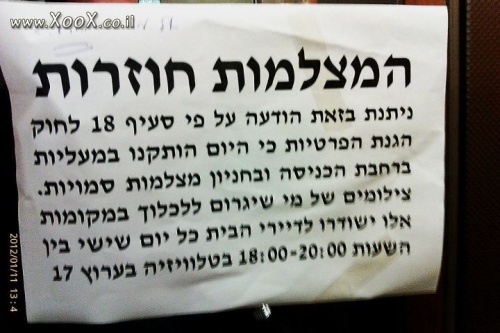 www.XooX.co.il
המצלמות חוזרות
ניתנת בזאת הודעה על פי סעיף 18 לחוק
הגנת הפרטיות כי היום הותקנו במעליות
ברחבת הכניסה ובחניון מצלמות סמויות.
צילומים של מי שיגרום ללכלוך במקומות
אלו ישודרו לדיירי הבית כל יום שישי בין
השעות 18:00-20:00 בטלוויזיה בערוץ 17
2012/01/11 13:4